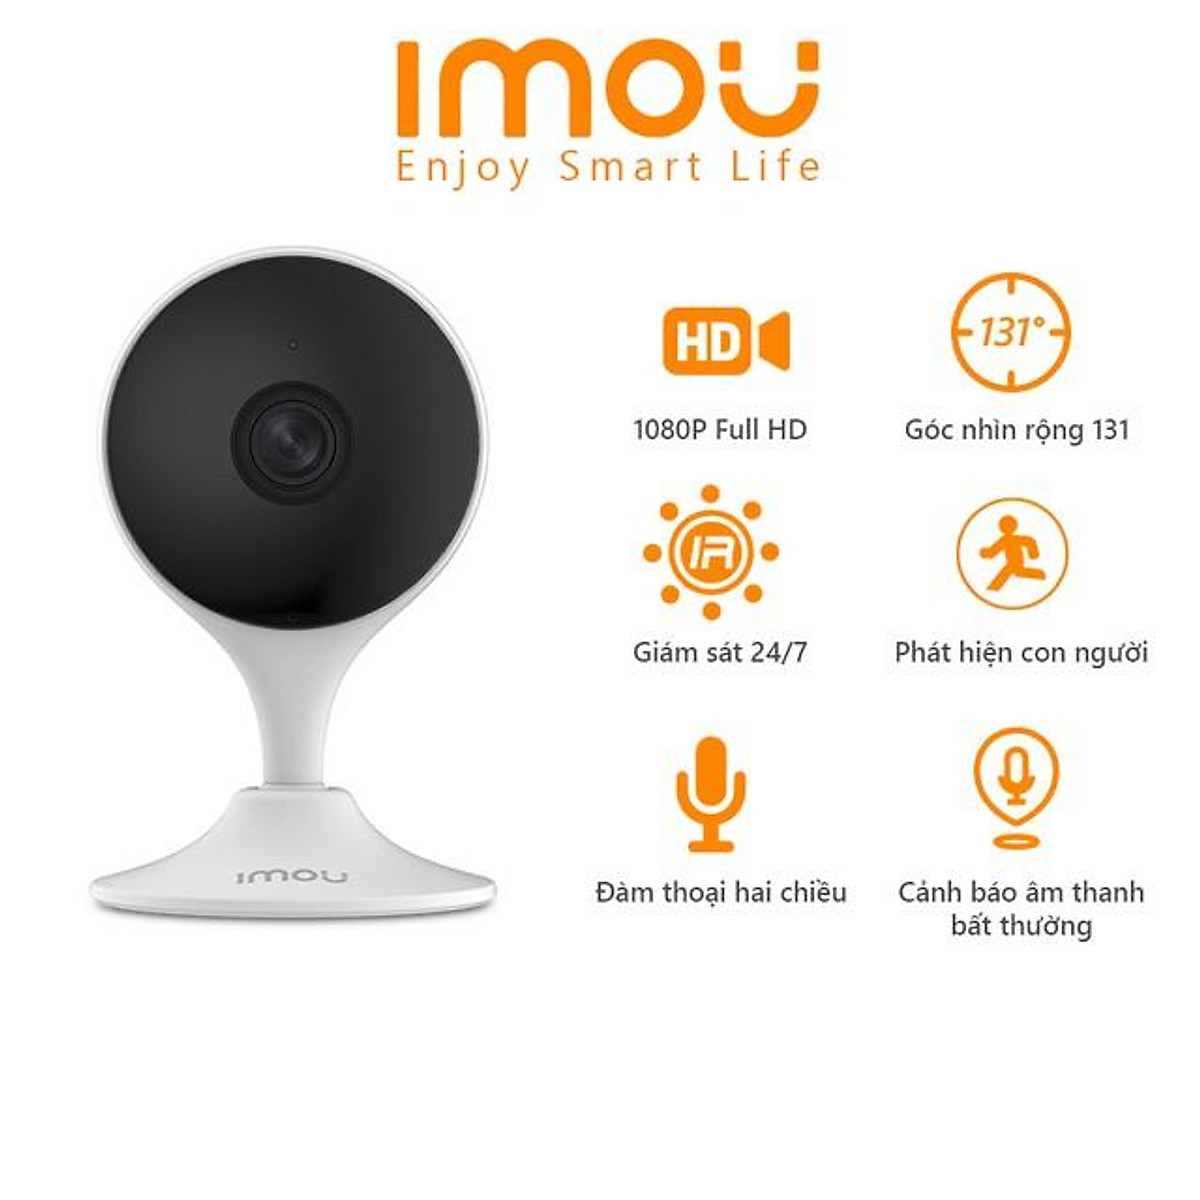 imou
Enjoy Smart Life
HD
131°
1080P Full HD
Góc nhìn rộng 131
IR
Giám sát 24/7
Phát hiện con người
Đàm thoại hai chiều
Cảnh báo âm thanh
bất thường
imou